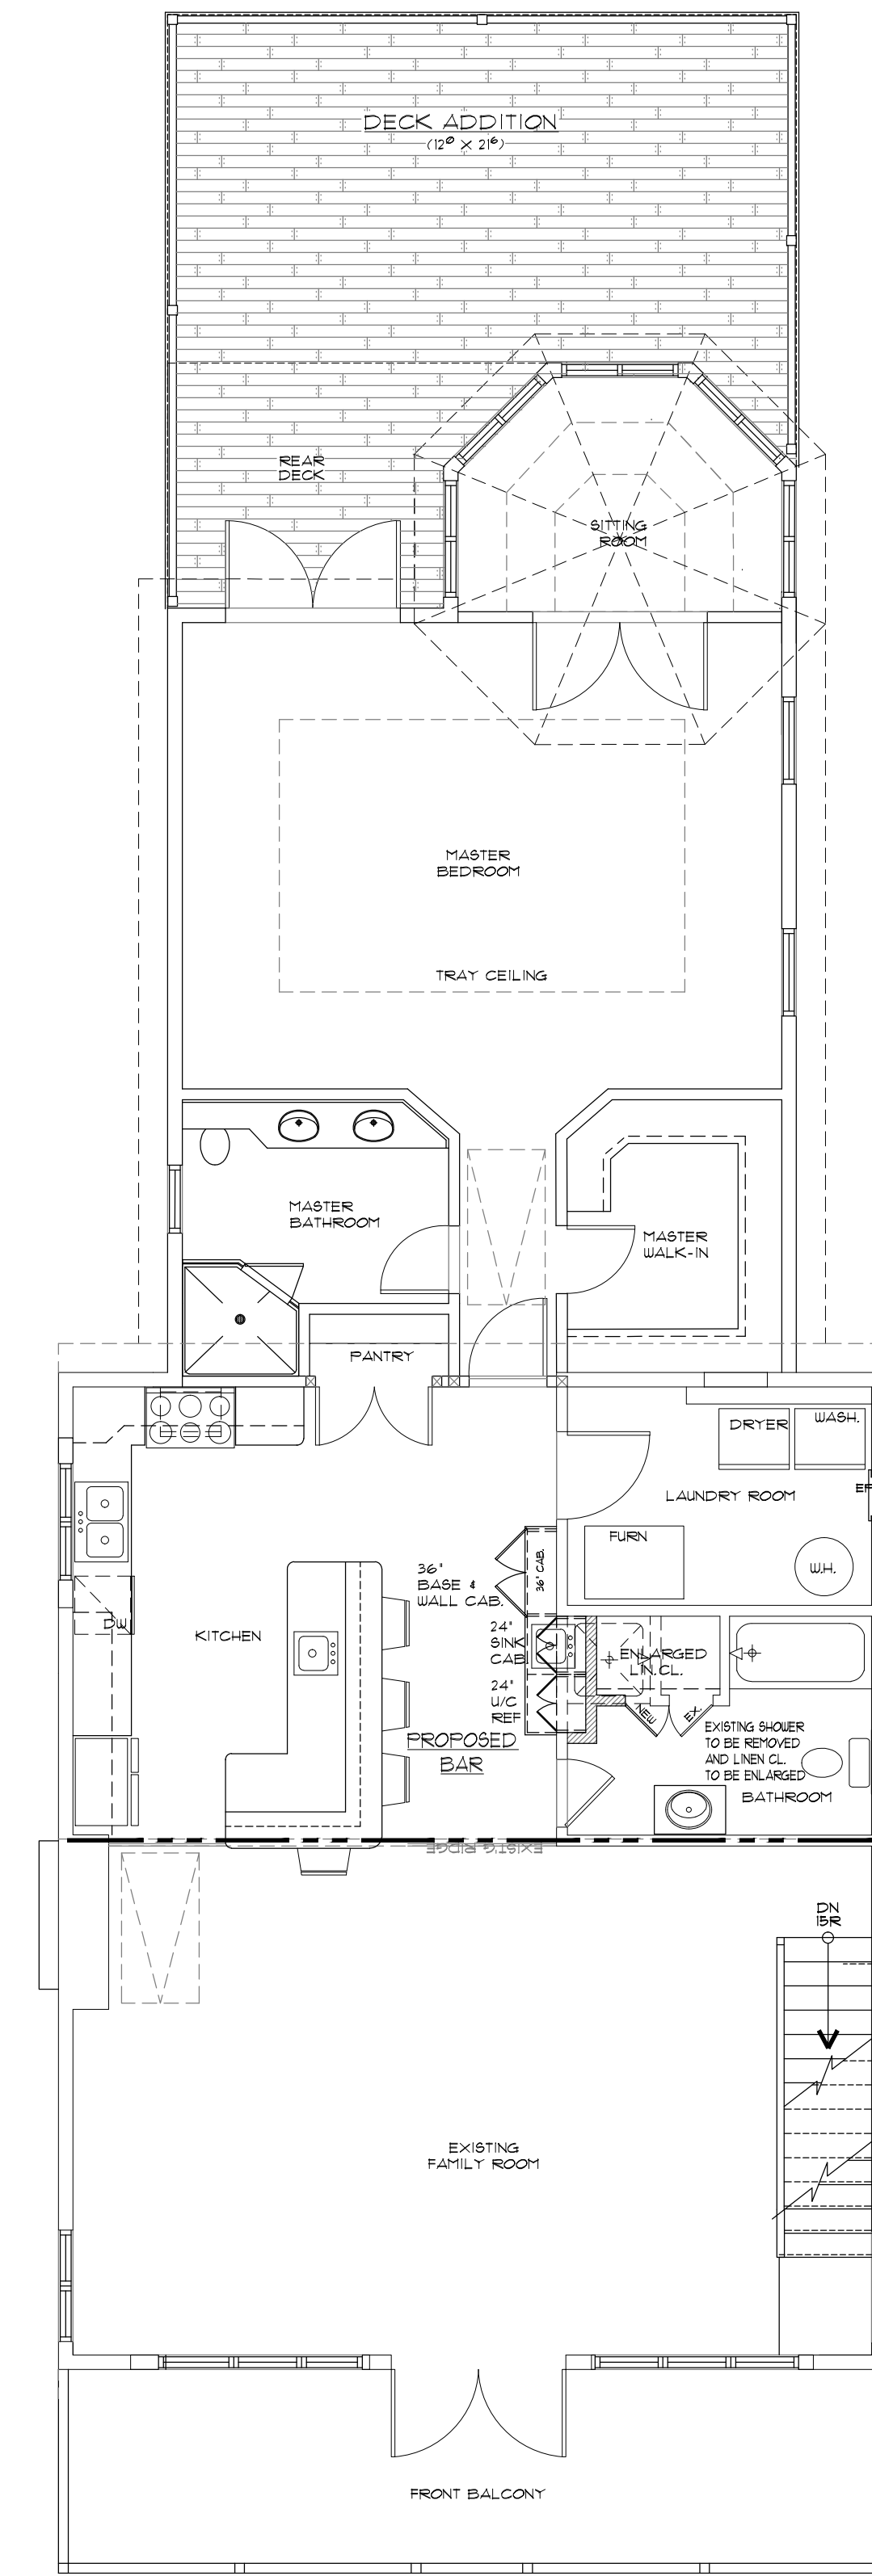 DECK ADDITION
(12⁰ X 21⁶)
REAR
DECK
SITTING
ROOM
MASTER
BEDROOM
TRAY CEILING
MASTER
BATHROOM
MASTER
WALK-IN
PANTRY
DRYER
WASH.
LAUNDRY ROOM
EF
FURN
W.H.
36" CAB.
36"
BASE &
WALL CAB.
24"
SINK
CAB.
24"
U/C
REF
DW
KITCHEN
ENLARGED
LIN.CL.
NEW
EX.
PROPOSED
BAR
EXISTING SHOWER
TO BE REMOVED
AND LINEN CL.
TO BE ENLARGED
BATHROOM
EXIST'G RIDGE
DN
15R
EXISTING
FAMILY ROOM
FRONT BALCONY